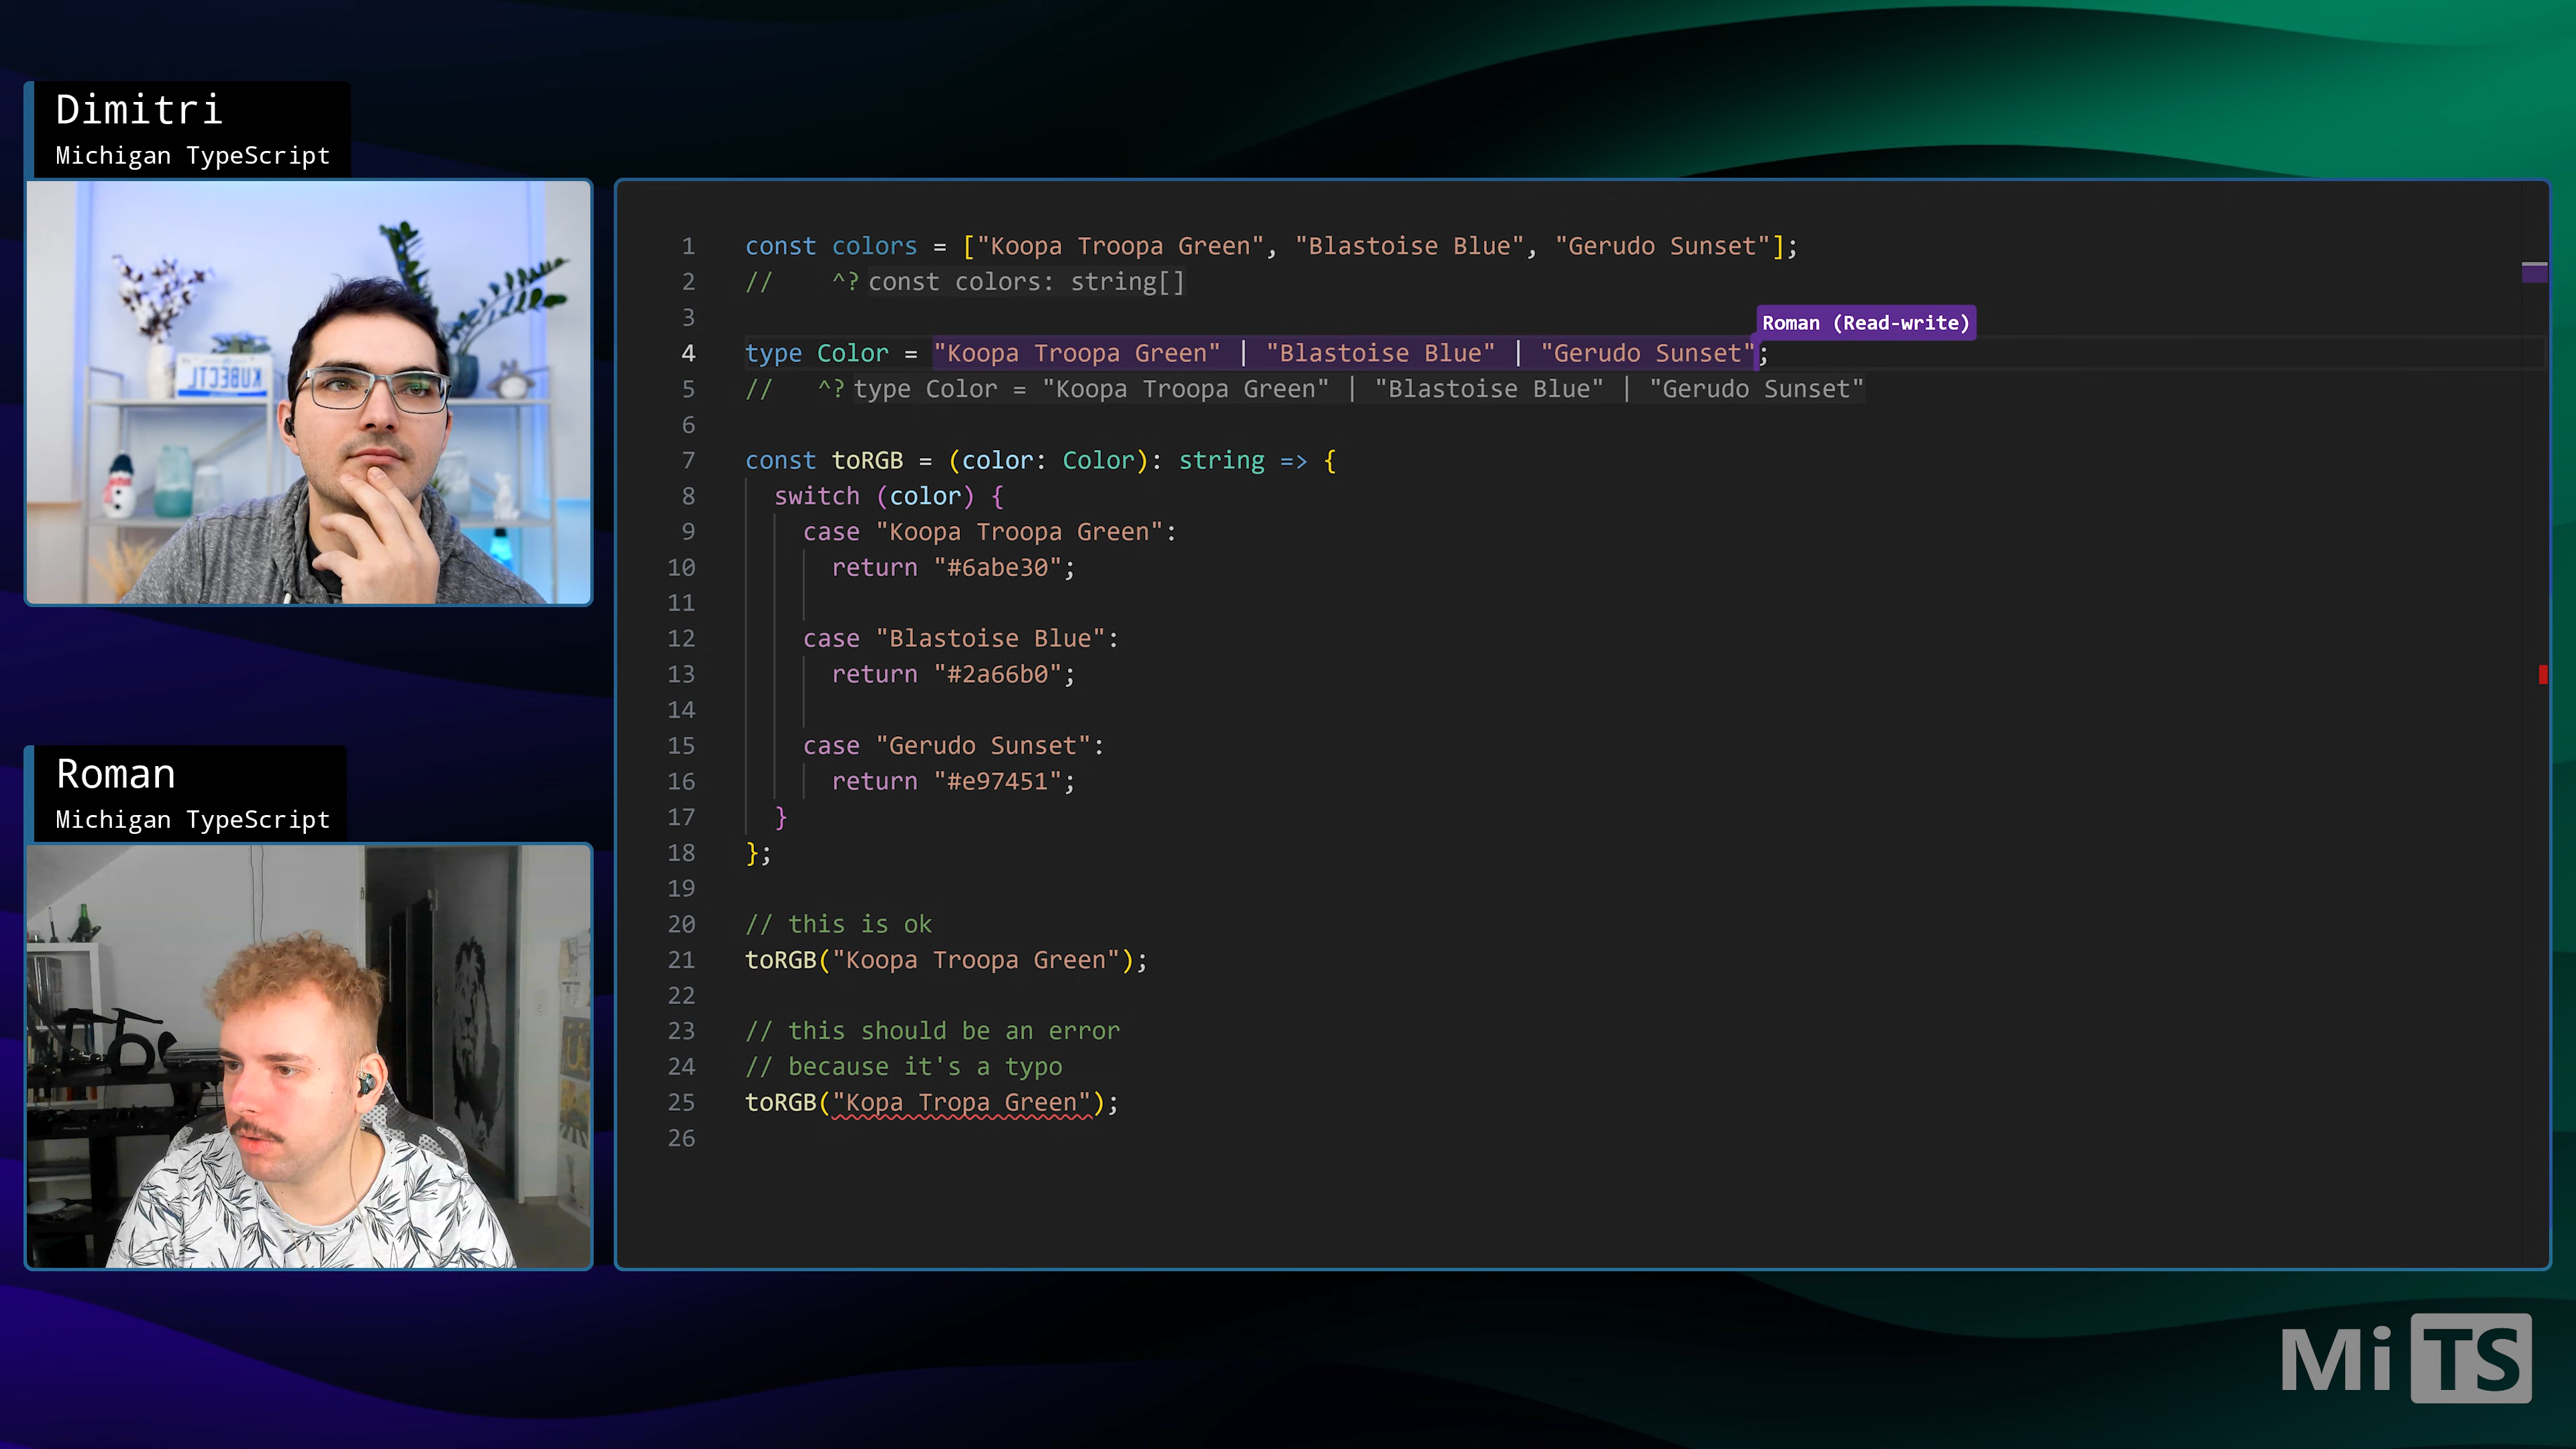 Dimitri
Michigan TypeScript
KUBECTL
Roman
Michigan TypeScript
1 const colors = ["Koopa Troopa Green", "Blastoise Blue", "Gerudo Sunset"];
2 //    ^? const colors: string[]
3
Roman (Read-write)
4 type Color = "Koopa Troopa Green" | "Blastoise Blue" | "Gerudo Sunset";
5 //   ^? type Color = "Koopa Troopa Green" | "Blastoise Blue" | "Gerudo Sunset"
6
7 const toRGB = (color: Color): string => {
8   switch (color) {
9     case "Koopa Troopa Green":
10       return "#6abe30";
11
12     case "Blastoise Blue":
13       return "#2a66b0";
14
15     case "Gerudo Sunset":
16       return "#e97451";
17   }
18 };
19
20 // this is ok
21 toRGB("Koopa Troopa Green");
22
23 // this should be an error
24 // because it's a typo
25 toRGB("Kopa Tropa Green");
26
MiTS